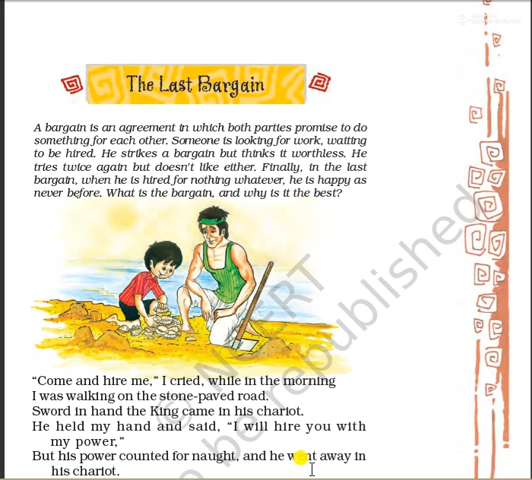 The Last Bargain
A bargain is an agreement in which both parties promise to do
something for each other. Someone is looking for work, waiting
to be hired. He strikes a bargain but thinks it worthless. He
tries twice again but doesn't like either. Finally, in the last
bargain, when he is hired for nothing whatever, he is happy as
never before. What is the bargain, and why is it the best?
“Come and hire me,” I cried, while in the morning
I was walking on the stone-paved road.
Sword in hand the King came in his chariot.
He held my hand and said, “I will hire you with
my power,”
But his power counted for naught, and he went away in
his chariot.
© NCERT
be republished